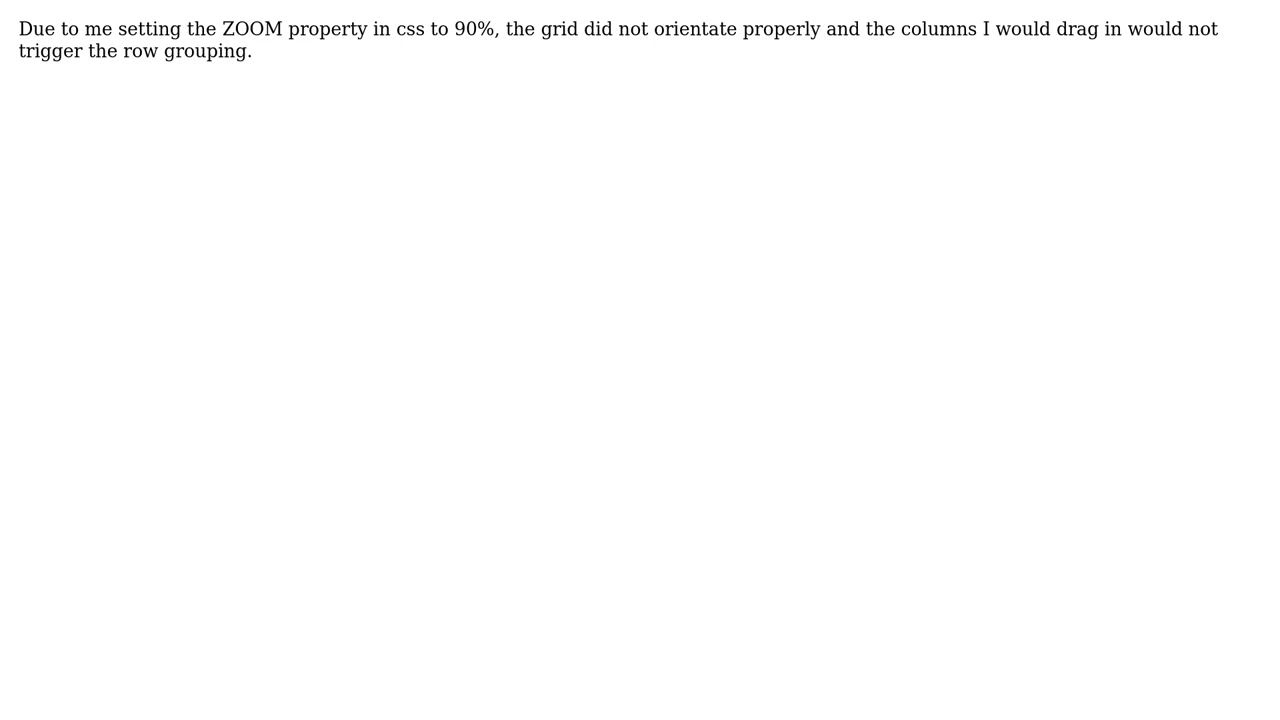 Due to me setting the ZOOM property in css to 90%, the grid did not orientate properly and the columns I would drag in would not
trigger the row grouping.